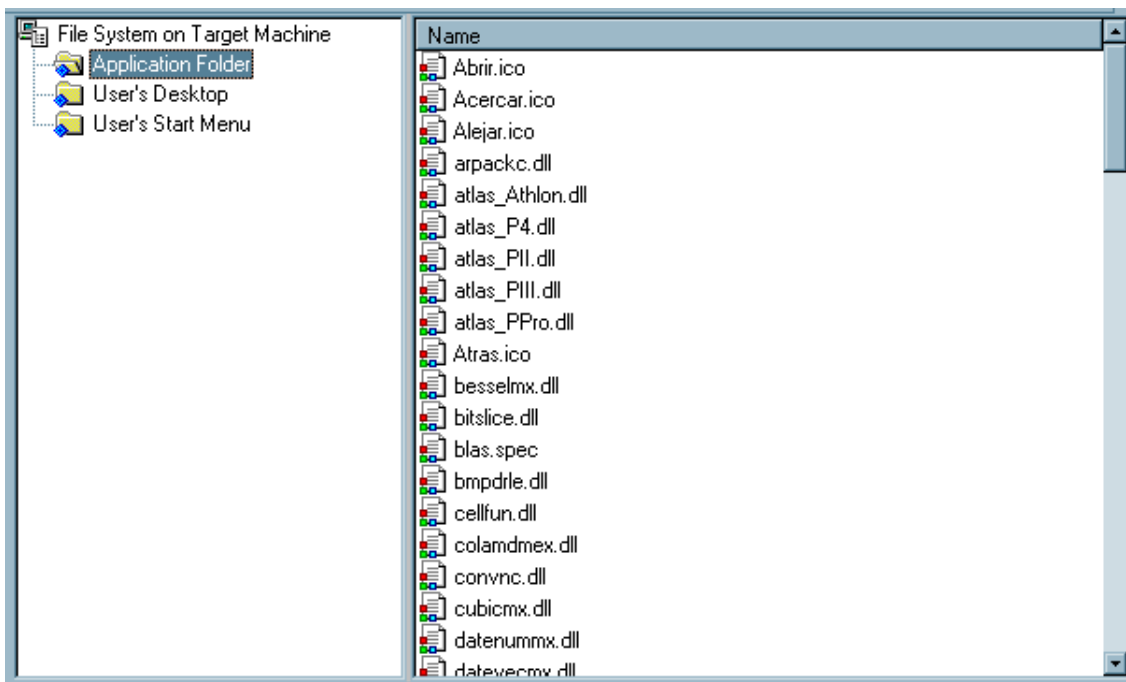 File System on Target Machine
Application Folder
User's Desktop
User's Start Menu
Name
Abrir.ico
Acercar.ico
Alejar.ico
arpackc.dll
atlas_Athlon.dll
atlas_P4.dll
atlas_PII.dll
atlas_PIII.dll
atlas_PPro.dll
Atras.ico
besselmx.dll
bitslice.dll
blas.spec
bmpdrle.dll
cellfun.dll
colamdmex.dll
convnc.dll
cubicmx.dll
datenummx.dll
datevecmx.dll